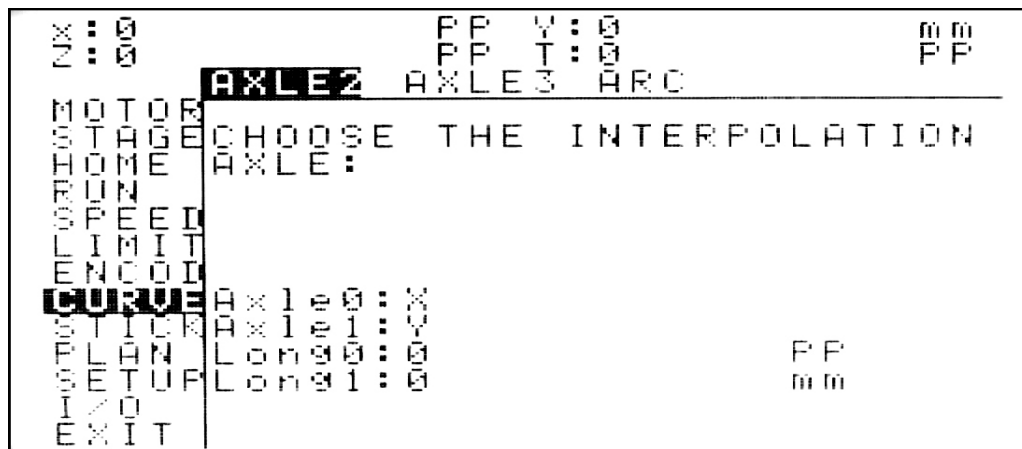 X:0 PP Y:0 mm
Z:0 PP T:0 PP
AXLE2 AXLE3 ARC
MOTOR
STAGE CHOOSE THE INTERPOLATION
HOME AXLE:
RUN
SPEED
LIMIT
ENCOD
CURVE Axle0:X
STICK Axle1:Y
PLAN Long0:0 PP
SETUP Long1:0 mm
I/O
EXIT